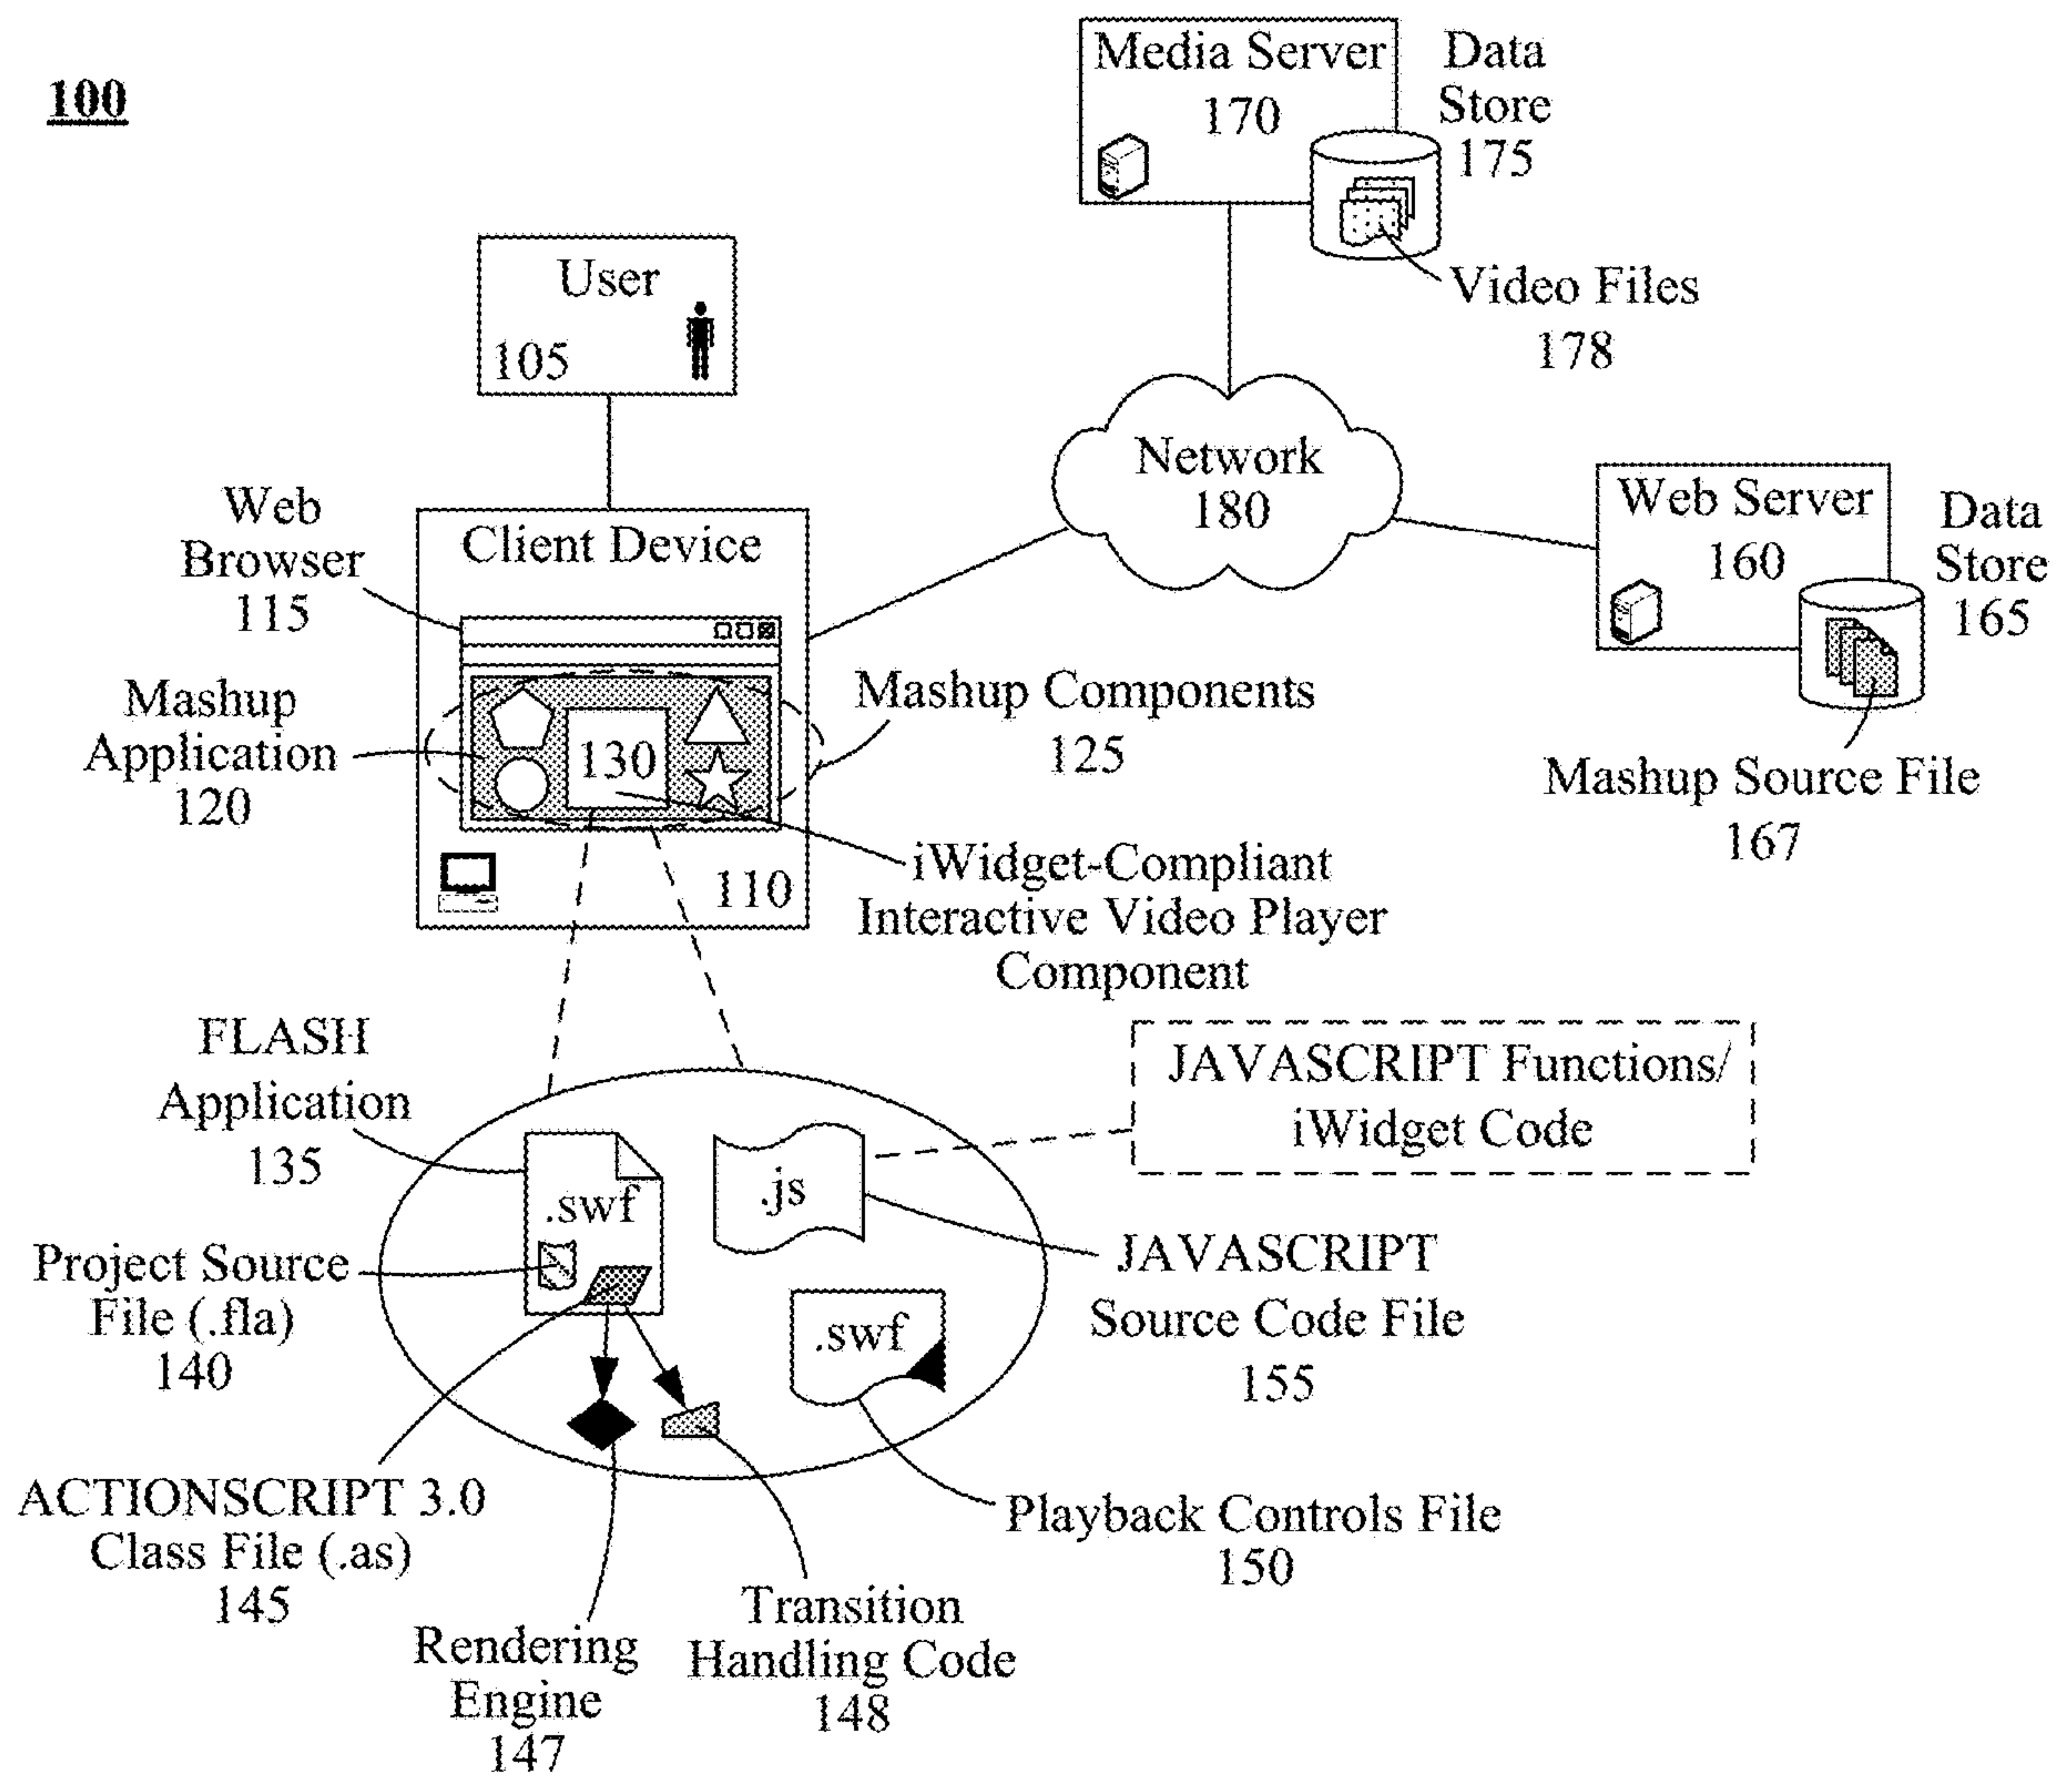 100
Media Server
170
Data
Store
175
Video Files
178
User
105
Network
180
Web Server
160
Data
Store
165
Mashup Source File
167
Web
Browser
115
Client Device
Mashup
Application
120
130
Mashup Components
125
110
iWidget-Compliant
Interactive Video Player
Component
FLASH
Application
135
.swf
.js
JAVASCRIPT Functions/
iWidget Code
Project Source
File (.fla)
140
JAVASCRIPT
Source Code File
155
.swf
ACTIONSCRIPT 3.0
Class File (.as)
145
Playback Controls File
150
Rendering
Engine
147
Transition
Handling Code
148